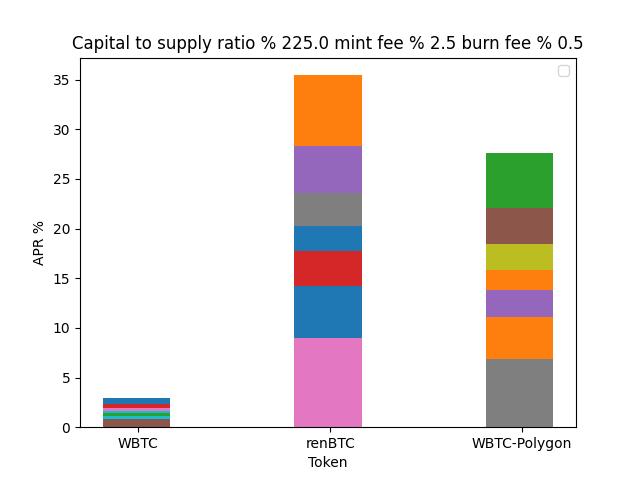 Capital to supply ratio % 225.0 mint fee % 2.5 burn fee % 0.5
APR %
35
30
25
20
15
10
5
0
WBTC renBTC WBTC-Polygon
Token